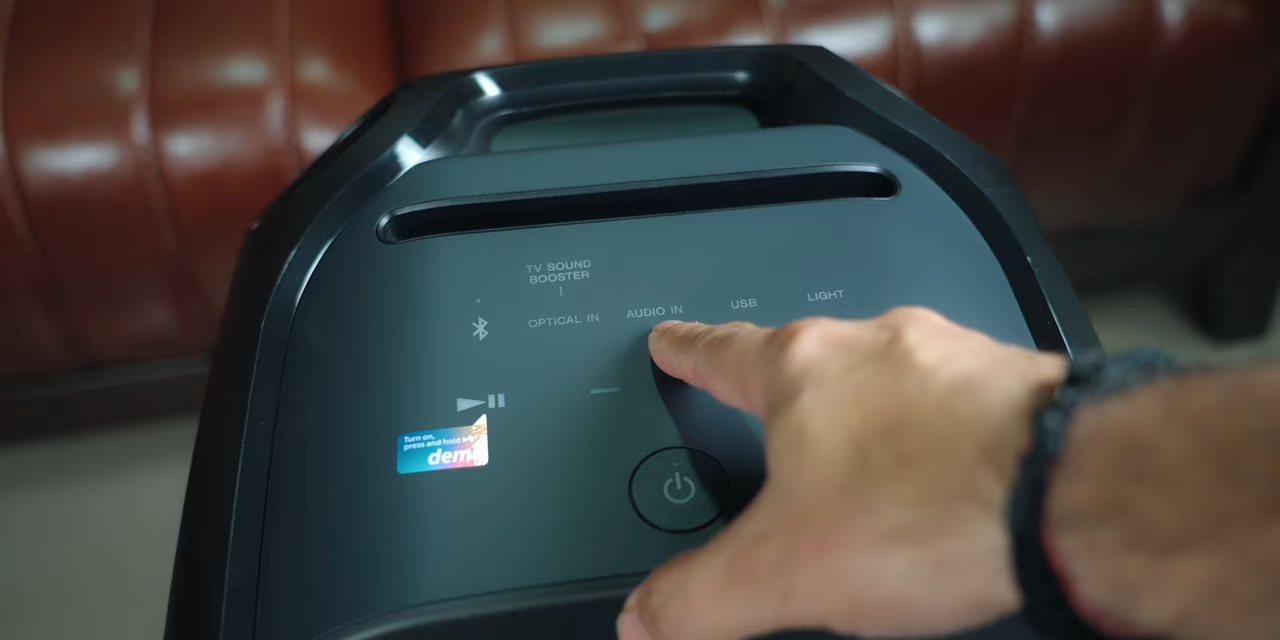 TV SOUND
BOOSTER
OPTICAL IN
AUDIO IN
USB
LIGHT
Turn on,
press and hold
dem